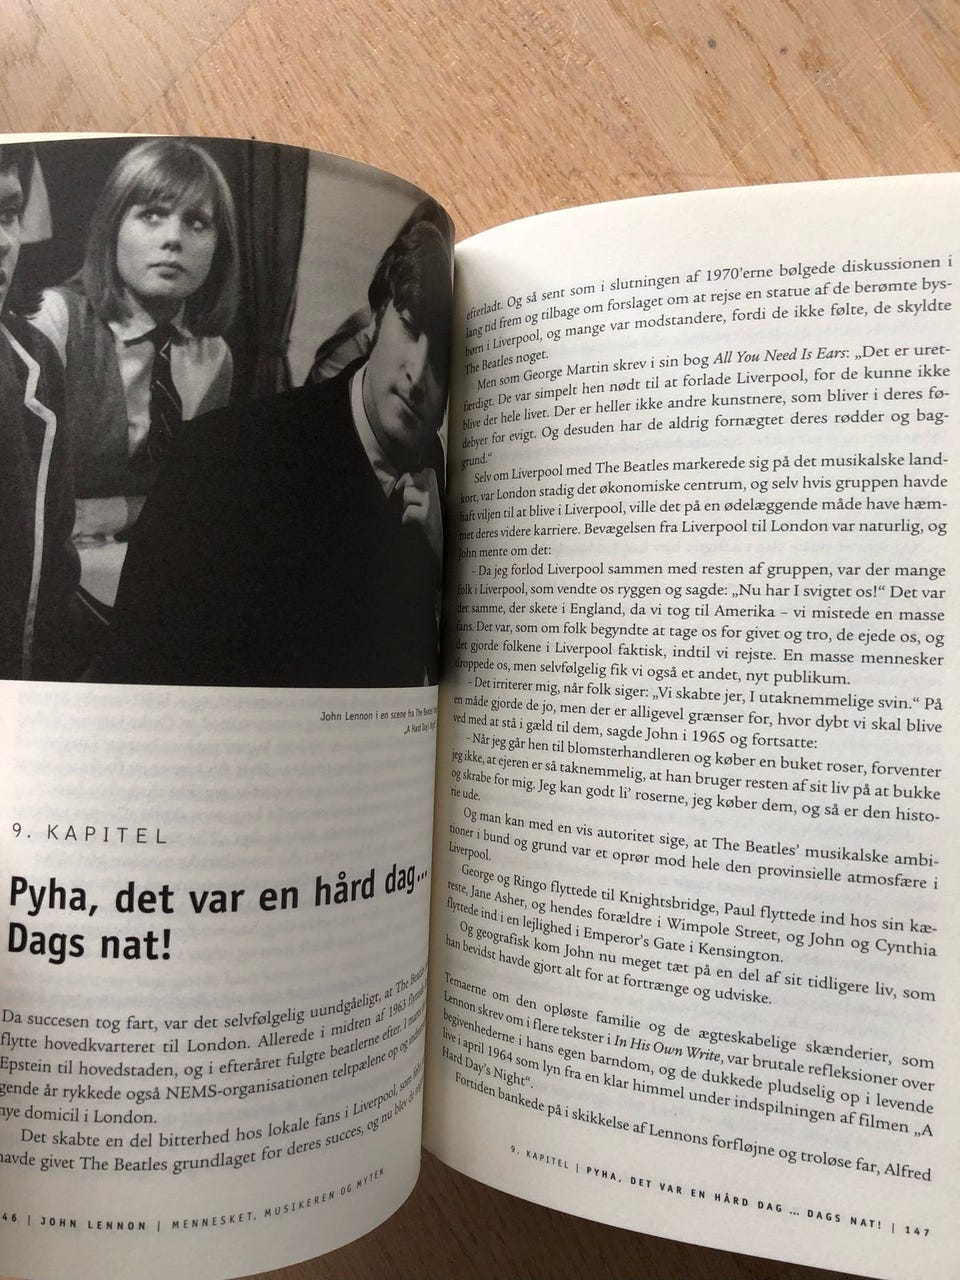 John Lennon i en scene fra The Beatles'
„A Hard Day's Night
9. KAPITEL
Pyha, det var en hård dag...
Dags nat!
Da succesen tog fart, var det selvfølgelig uundgåeligt, at The Beatles
flytte hovedkvarteret til London. Allerede i midten af 1963 flyttede
Epstein til hovedstaden, og i efteråret fulgte beatlerne efter. I
gende år rykkede også NEMS-organisationen teltpælene op og
nye domicil i London.
Det skabte en del bitterhed hos lokale fans i Liverpool, som
havde givet The Beatles grundlaget for deres succes, og nu blev de
46 | JOHN LENNON | MENNESKET, MUSIKEREN OG MYTEN
efterladt. Og så sent som i slutningen af 1970'erne bølgede diskussionen i
lang tid frem og tilbage om forslaget om at rejse en statue af de berømte bys-
børn i Liverpool, og mange var modstandere, fordi de ikke følte, de skyldte
The Beatles noget.
Men som George Martin skrev i sin bog All You Need Is Ears: „Det er uret-
færdigt. De var simpelt hen nødt til at forlade Liverpool, for de kunne ikke
blive der hele livet. Der er heller ikke andre kunstnere, som bliver i deres fø-
debyer for evigt. Og desuden har de aldrig fornægtet deres rødder og bag-
grund.“
Selv om Liverpool med The Beatles markerede sig på det musikalske land-
kort, var London stadig det økonomiske centrum, og selv hvis gruppen havde
haft viljen til at blive i Liverpool, ville det på en ødelæggende måde have hæm-
met deres videre karriere. Bevægelsen fra Liverpool til London var naturlig, og
John mente om det:
- Da jeg forlod Liverpool sammen med resten af gruppen, var der mange
folk i Liverpool, som vendte os ryggen og sagde: „Nu har I svigtet os!“ Det var
det samme, der skete i England, da vi tog til Amerika – vi mistede en masse
fans. Det var, som om folk begyndte at tage os for givet og tro, de ejede os, og
det gjorde folkene i Liverpool faktisk, indtil vi rejste. En masse mennesker
droppede os, men selvfølgelig fik vi også et andet, nyt publikum.
- Det irriterer mig, når folk siger: „Vi skabte jer, I utaknemmelige svin.“ På
en måde gjorde de jo, men der er alligevel grænser for, hvor dybt vi skal blive
ved med at stå i gæld til dem, sagde John i 1965 og fortsatte:
- Når jeg går hen til blomsterhandleren og køber en buket roser, forventer
jeg ikke, at ejeren er så taknemmelig, at han bruger resten af sit liv på at bukke
og skrabe for mig. Jeg kan godt li' roserne, jeg køber dem, og så er den histo-
rie ude.
Og man kan med en vis autoritet sige, at The Beatles' musikalske ambi-
tioner i bund og grund var et oprør mod hele den provinsielle atmosfære i
Liverpool.
George og Ringo flyttede til Knightsbridge, Paul flyttede ind hos sin kæ-
reste, Jane Asher, og hendes forældre i Wimpole Street, og John og Cynthia
flyttede ind i en lejlighed i Emperor's Gate i Kensington.
Og geografisk kom John nu meget tæt på en del af sit tidligere liv, som
han bevidst havde gjort alt for at fortrænge og udviske.
Temaerne om den opløste familie og de ægteskabelige skænderier, som
Lennon skrev om i flere tekster i In His Own Write, var brutale refleksioner over
begivenhederne i hans egen barndom, og de dukkede pludselig op i levende
live i april 1964 som lyn fra en klar himmel under indspilningen af filmen „A
Hard Day's Night“.
Fortiden bankede på i skikkelse af Lennons forfløjne og troløse far, Alfred
9. KAPITEL | PYHA, DET VAR EN HÅRD DAG ... DAGS NAT! | 147